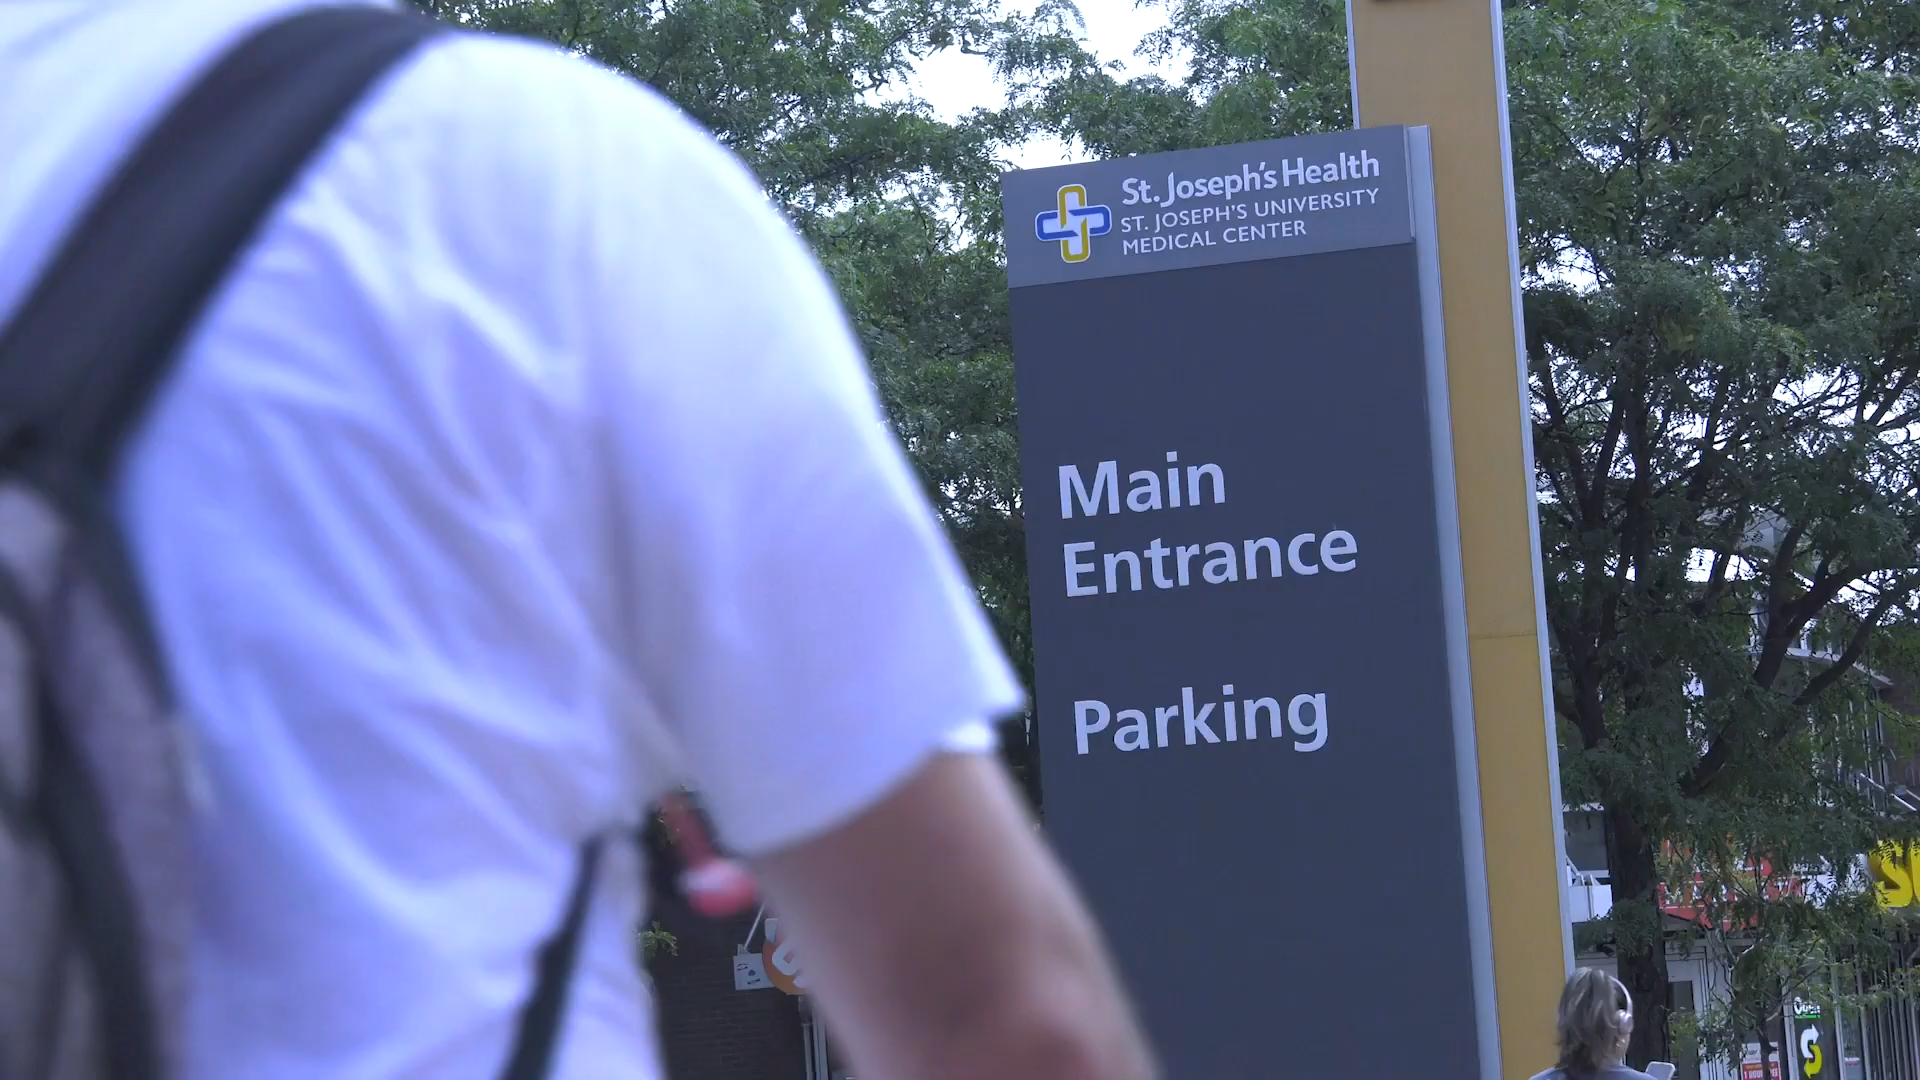 St. Joseph's Health
ST. JOSEPH'S UNIVERSITY
MEDICAL CENTER
Main
Entrance
Parking